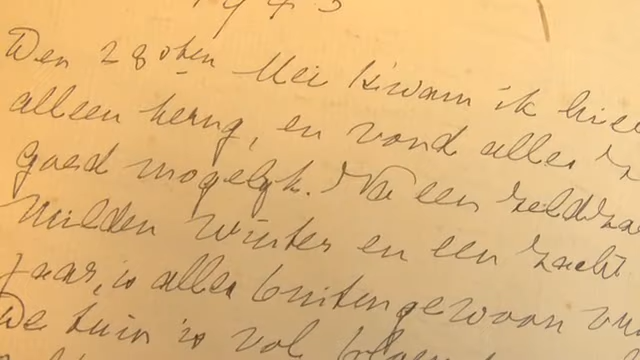 Den 28sten Mei kwam ik hier
alleen terug, en vond alles
goed mogelijk. Na een
milden winter en een zacht
jaar, is alles buitengewoon
De tuin is vol